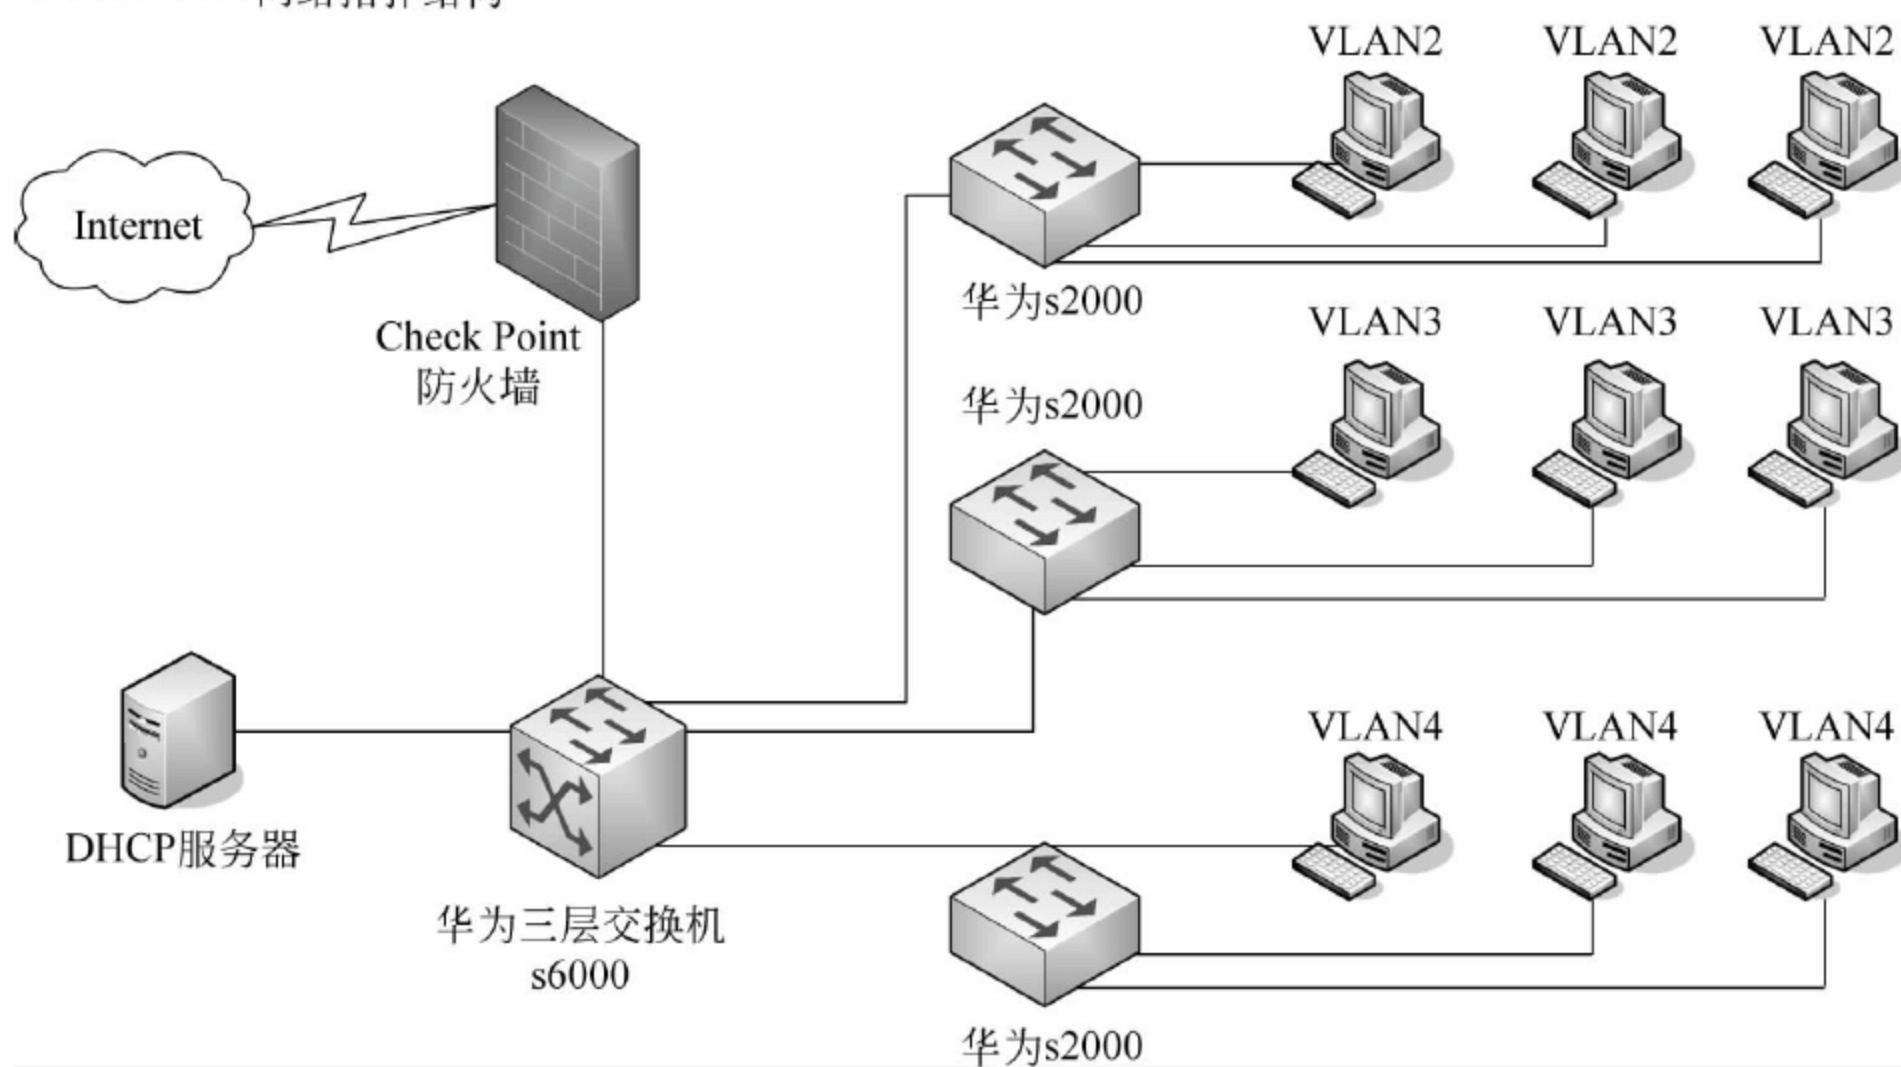 VLAN2 VLAN2 VLAN2
Internet
Check Point
防火墙
华为s2000
VLAN3 VLAN3 VLAN3
华为s2000
DHCP服务器
华为三层交换机
s6000
VLAN4 VLAN4 VLAN4
华为s2000